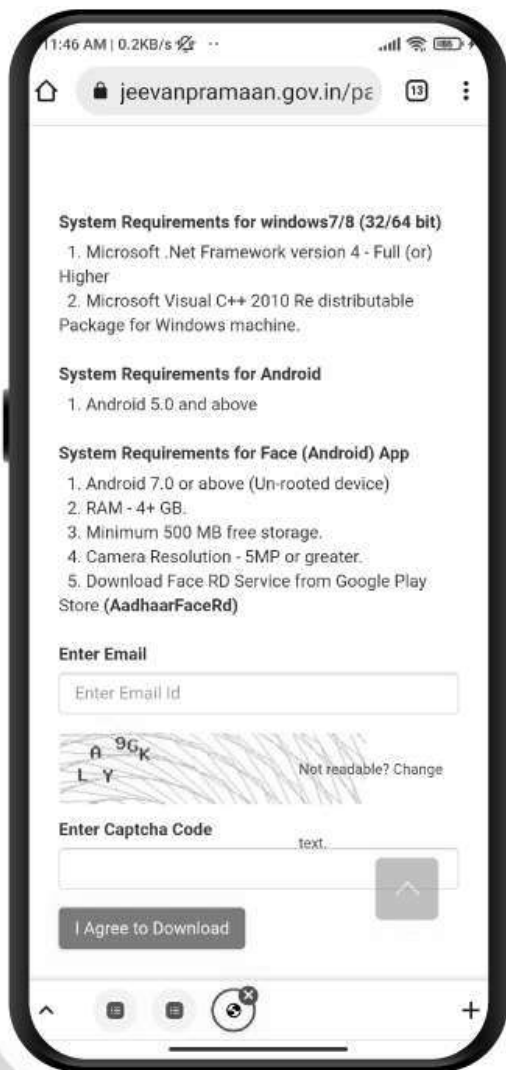 11:46 AM | 0.2KB/s
jeevanpramaan.gov.in/pa
13
System Requirements for windows7/8 (32/64 bit)
1. Microsoft .Net Framework version 4 - Full (or)
Higher
2. Microsoft Visual C++ 2010 Re distributable
Package for Windows machine.
System Requirements for Android
1. Android 5.0 and above
System Requirements for Face (Android) App
1. Android 7.0 or above (Un-rooted device)
2. RAM - 4+ GB.
3. Minimum 500 MB free storage.
4. Camera Resolution - 5MP or greater.
5. Download Face RD Service from Google Play
Store (AadhaarFaceRd)
Enter Email
Enter Email Id
A 9G K
L Y
Not readable? Change
text.
Enter Captcha Code
I Agree to Download